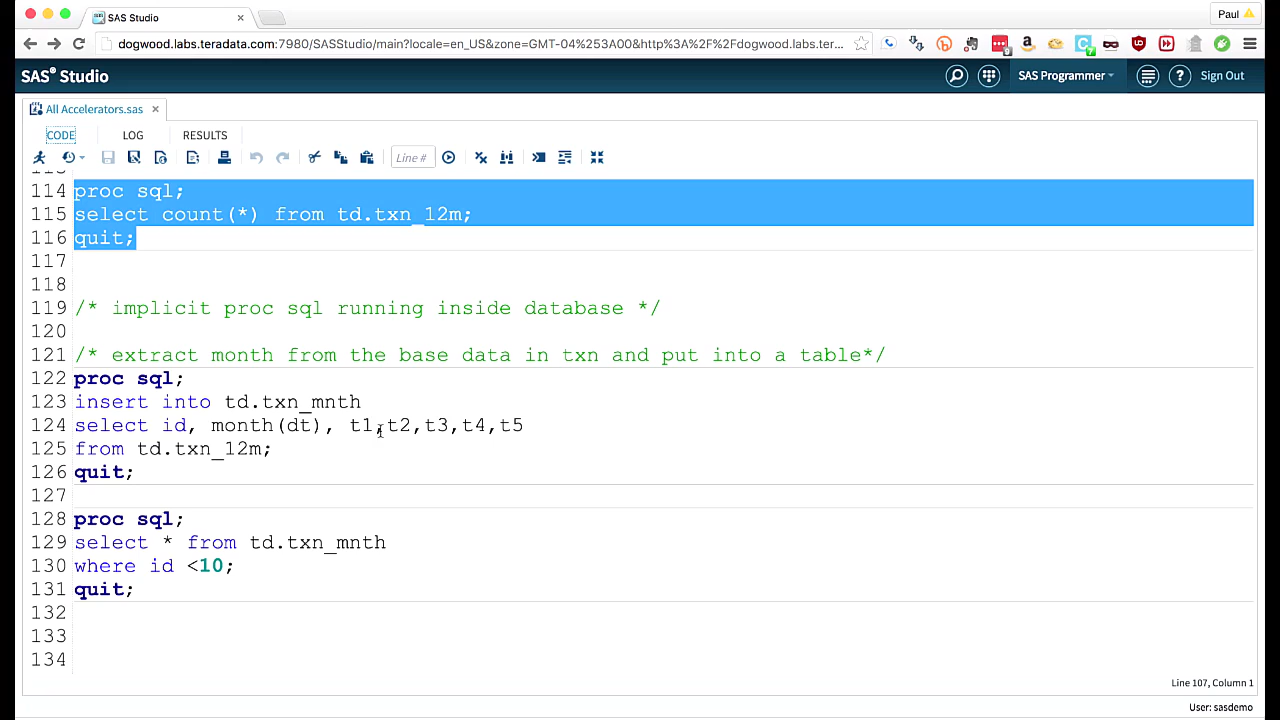 SAS Studio
Paul
dogwood.labs.teradata.com:7980/SASStudio/main?locale=en_US&zone=GMT-04%253A00&http%3A%2F%2Fdogwood.labs.ter...
SAS® Studio
SAS Programmer
Sign Out
All Accelerators.sas
CODE LOG RESULTS
Line #
114 proc sql;
115 select count(*) from td.txn_12m;
116 quit;
117
118
119 /* implicit proc sql running inside database */
120
121 /* extract month from the base data in txn and put into a table*/
122 proc sql;
123 insert into td.txn_mnth
124 select id, month(dt), t1,t2,t3,t4,t5
125 from td.txn_12m;
126 quit;
127
128 proc sql;
129 select * from td.txn_mnth
130 where id <10;
131 quit;
132
133
134
Line 107, Column 1
User: sasdemo